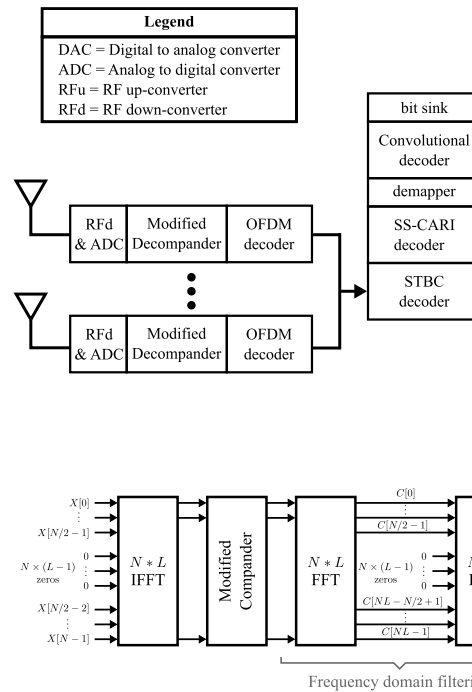 Legend
DAC = Digital to analog converter
ADC = Analog to digital converter
RFu = RF up-converter
RFd = RF down-converter
bit sink
Convolutional
decoder
demapper
SS-CARI
decoder
STBC
decoder
RFd
& ADC
Modified
Decompander
OFDM
decoder
RFd
& ADC
Modified
Decompander
OFDM
decoder
X[0]
⋮
X[N/2 − 1]
0
N × (L − 1) ⋮
zeros
0
X[N/2 − 2]
⋮
X[N − 1]
N * L
IFFT
Modified
Compander
N * L
FFT
C[0]
⋮
C[N/2 − 1]
0
N × (L − 1) ⋮
zeros
0
C[NL − N/2 + 1]
⋮
C[NL − 1]
Frequency domain filteri